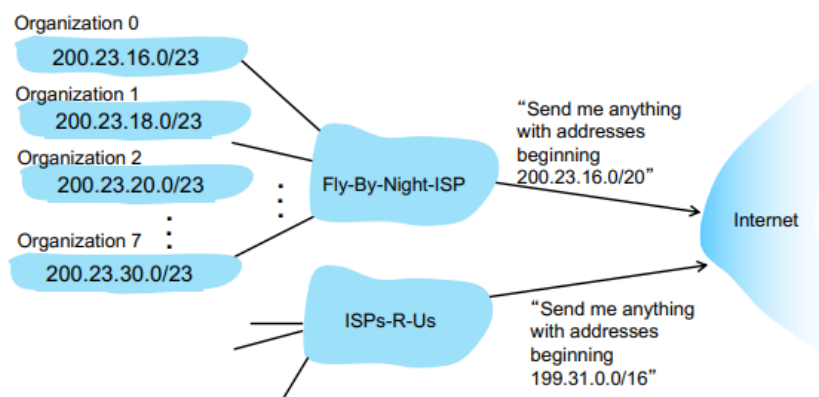 Organization 0
200.23.16.0/23
Organization 1
200.23.18.0/23
Organization 2
200.23.20.0/23
Organization 7
200.23.30.0/23
Fly-By-Night-ISP
“Send me anything
with addresses
beginning
200.23.16.0/20”
Internet
ISPs-R-Us
“Send me anything
with addresses
beginning
199.31.0.0/16”